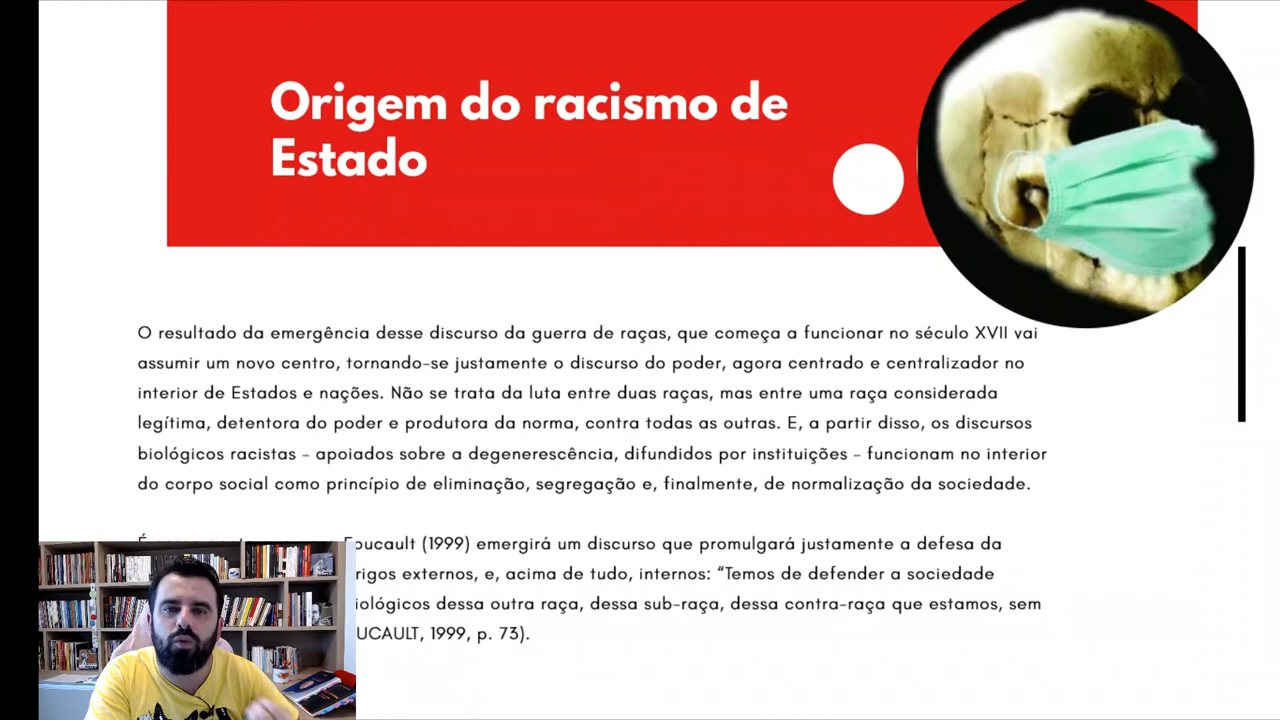 Origem do racismo de
Estado
O resultado da emergência desse discurso da guerra de raças, que começa a funcionar no século XVII vai
assumir um novo centro, tornando-se justamente o discurso do poder, agora centrado e centralizador no
interior de Estados e nações. Não se trata da luta entre duas raças, mas entre uma raça considerada
legítima, detentora do poder e produtora da norma, contra todas as outras. E, a partir disso, os discursos
biológicos racistas – apoiados sobre a degenerescência, difundidos por instituições – funcionam no interior
do corpo social como princípio de eliminação, segregação e, finalmente, de normalização da sociedade.
Foucault (1999) emergirá um discurso que promulgará justamente a defesa da
rigos externos, e, acima de tudo, internos: “Temos de defender a sociedade
iológicos dessa outra raça, dessa sub-raça, dessa contra-raça que estamos, sem
UCAULT, 1999, p. 73).